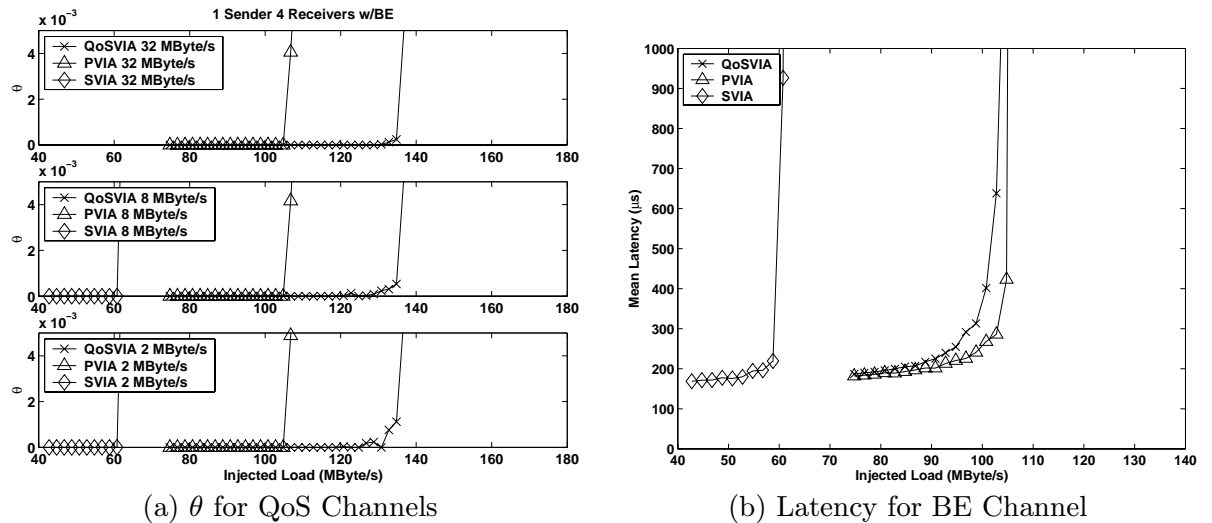 1 Sender 4 Receivers w/BE
x 10⁻³
4
2
0
θ
QoSVIA 32 MByte/s
PVIA 32 MByte/s
SVIA 32 MByte/s
40 60 80 100 120 140 160 180
x 10⁻³
4
2
0
θ
QoSVIA 8 MByte/s
PVIA 8 MByte/s
SVIA 8 MByte/s
40 60 80 100 120 140 160 180
x 10⁻³
4
2
0
θ
QoSVIA 2 MByte/s
PVIA 2 MByte/s
SVIA 2 MByte/s
40 60 80 100 120 140 160 180
Injected Load (MByte/s)
(a) θ for QoS Channels
1000
900
800
700
600
500
400
300
200
100
0
Mean Latency (μs)
QoSVIA
PVIA
SVIA
40 50 60 70 80 90 100 110 120 130 140
Injected Load (MByte/s)
(b) Latency for BE Channel